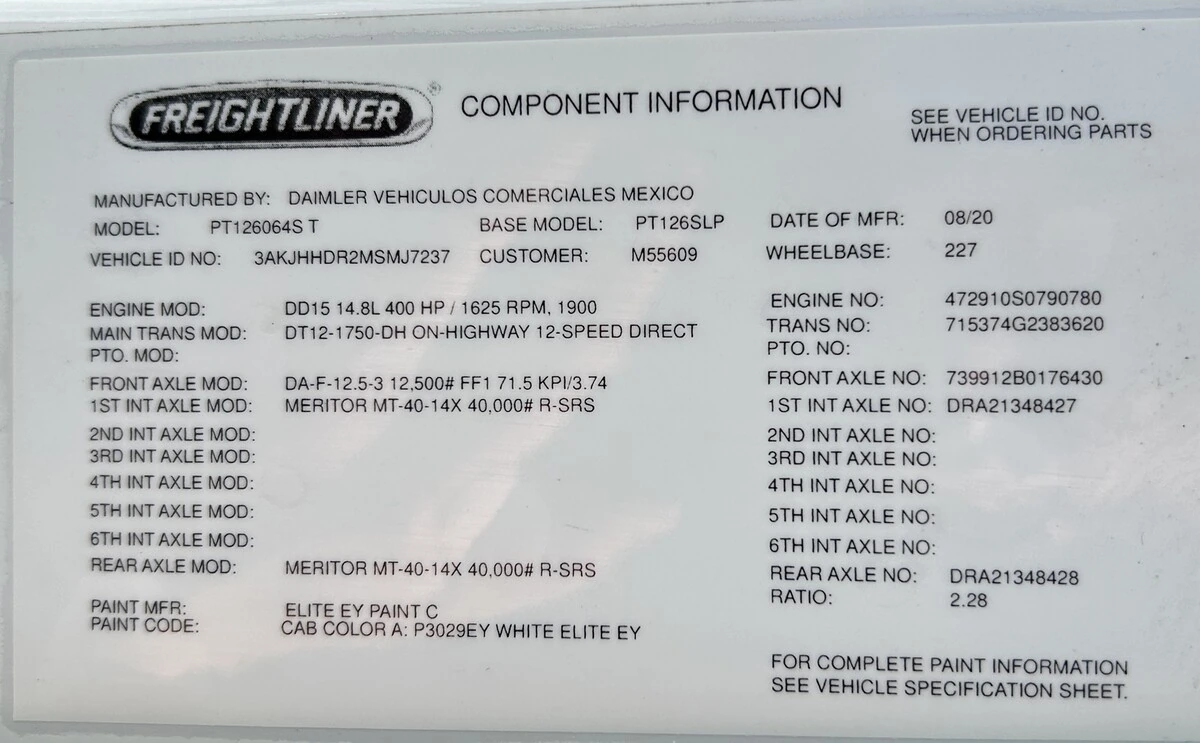 FREIGHTLINER ® COMPONENT INFORMATION
SEE VEHICLE ID NO.
WHEN ORDERING PARTS
MANUFACTURED BY: DAIMLER VEHICULOS COMERCIALES MEXICO
MODEL: PT126064S T BASE MODEL: PT126SLP DATE OF MFR: 08/20
VEHICLE ID NO: 3AKJHHDR2MSMJ7237 CUSTOMER: M55609 WHEELBASE: 227
ENGINE MOD: DD15 14.8L 400 HP / 1625 RPM, 1900 ENGINE NO: 472910S0790780
MAIN TRANS MOD: DT12-1750-DH ON-HIGHWAY 12-SPEED DIRECT TRANS NO: 715374G2383620
PTO. MOD: PTO. NO:
FRONT AXLE MOD: DA-F-12.5-3 12,500# FF1 71.5 KPI/3.74 FRONT AXLE NO: 739912B0176430
1ST INT AXLE MOD: MERITOR MT-40-14X 40,000# R-SRS 1ST INT AXLE NO: DRA21348427
2ND INT AXLE MOD: 2ND INT AXLE NO:
3RD INT AXLE MOD: 3RD INT AXLE NO:
4TH INT AXLE MOD: 4TH INT AXLE NO:
5TH INT AXLE MOD: 5TH INT AXLE NO:
6TH INT AXLE MOD: 6TH INT AXLE NO:
REAR AXLE MOD: MERITOR MT-40-14X 40,000# R-SRS REAR AXLE NO: DRA21348428
RATIO: 2.28
PAINT MFR: ELITE EY PAINT C
PAINT CODE: CAB COLOR A: P3029EY WHITE ELITE EY
FOR COMPLETE PAINT INFORMATION
SEE VEHICLE SPECIFICATION SHEET.